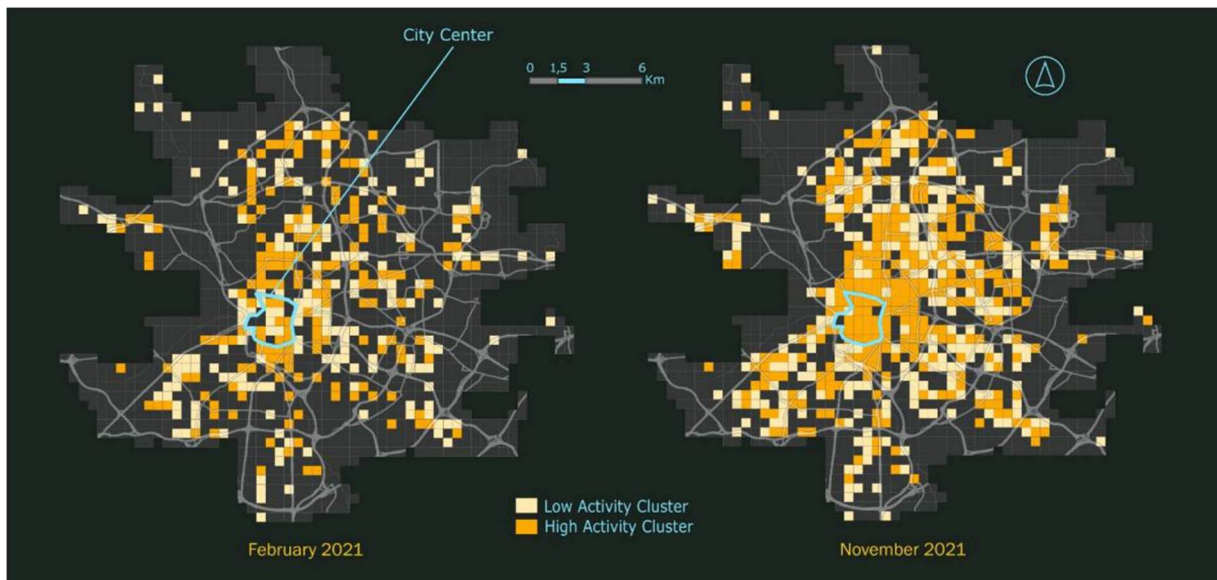 City Center
0 1,5 3 6
Km
Low Activity Cluster
High Activity Cluster
February 2021
November 2021